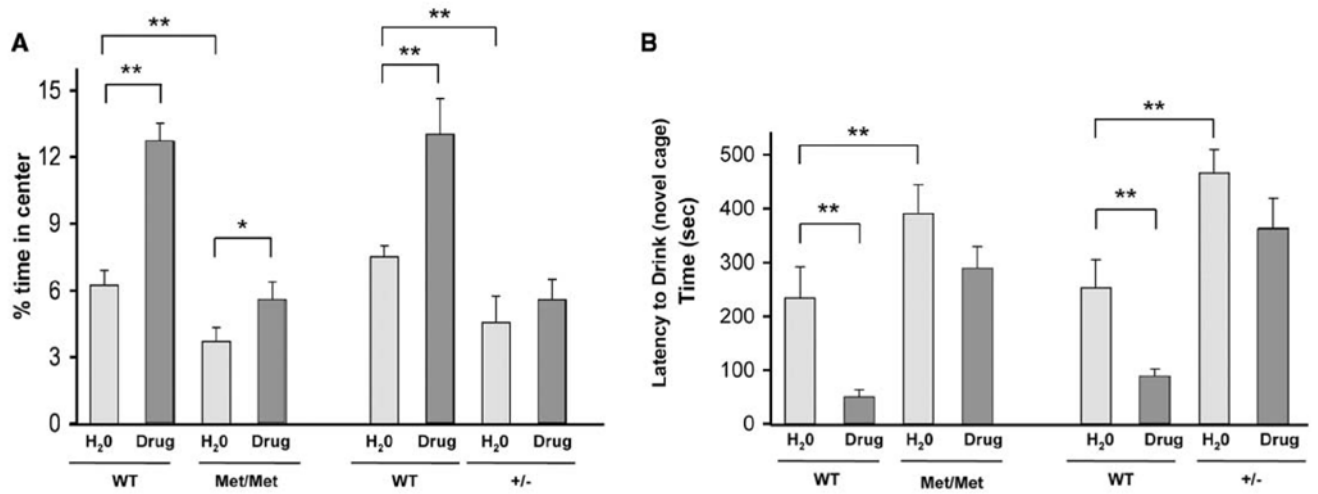 A
% time in center
15
12
9
6
3
0
**
**
*
**
**
H₂0 Drug H₂0 Drug H₂0 Drug H₂0 Drug
WT Met/Met WT +/-
B
Latency to Drink (novel cage)
Time (sec)
500
400
300
200
100
0
**
**
**
**
H₂0 Drug H₂0 Drug H₂0 Drug H₂0 Drug
WT Met/Met WT +/-